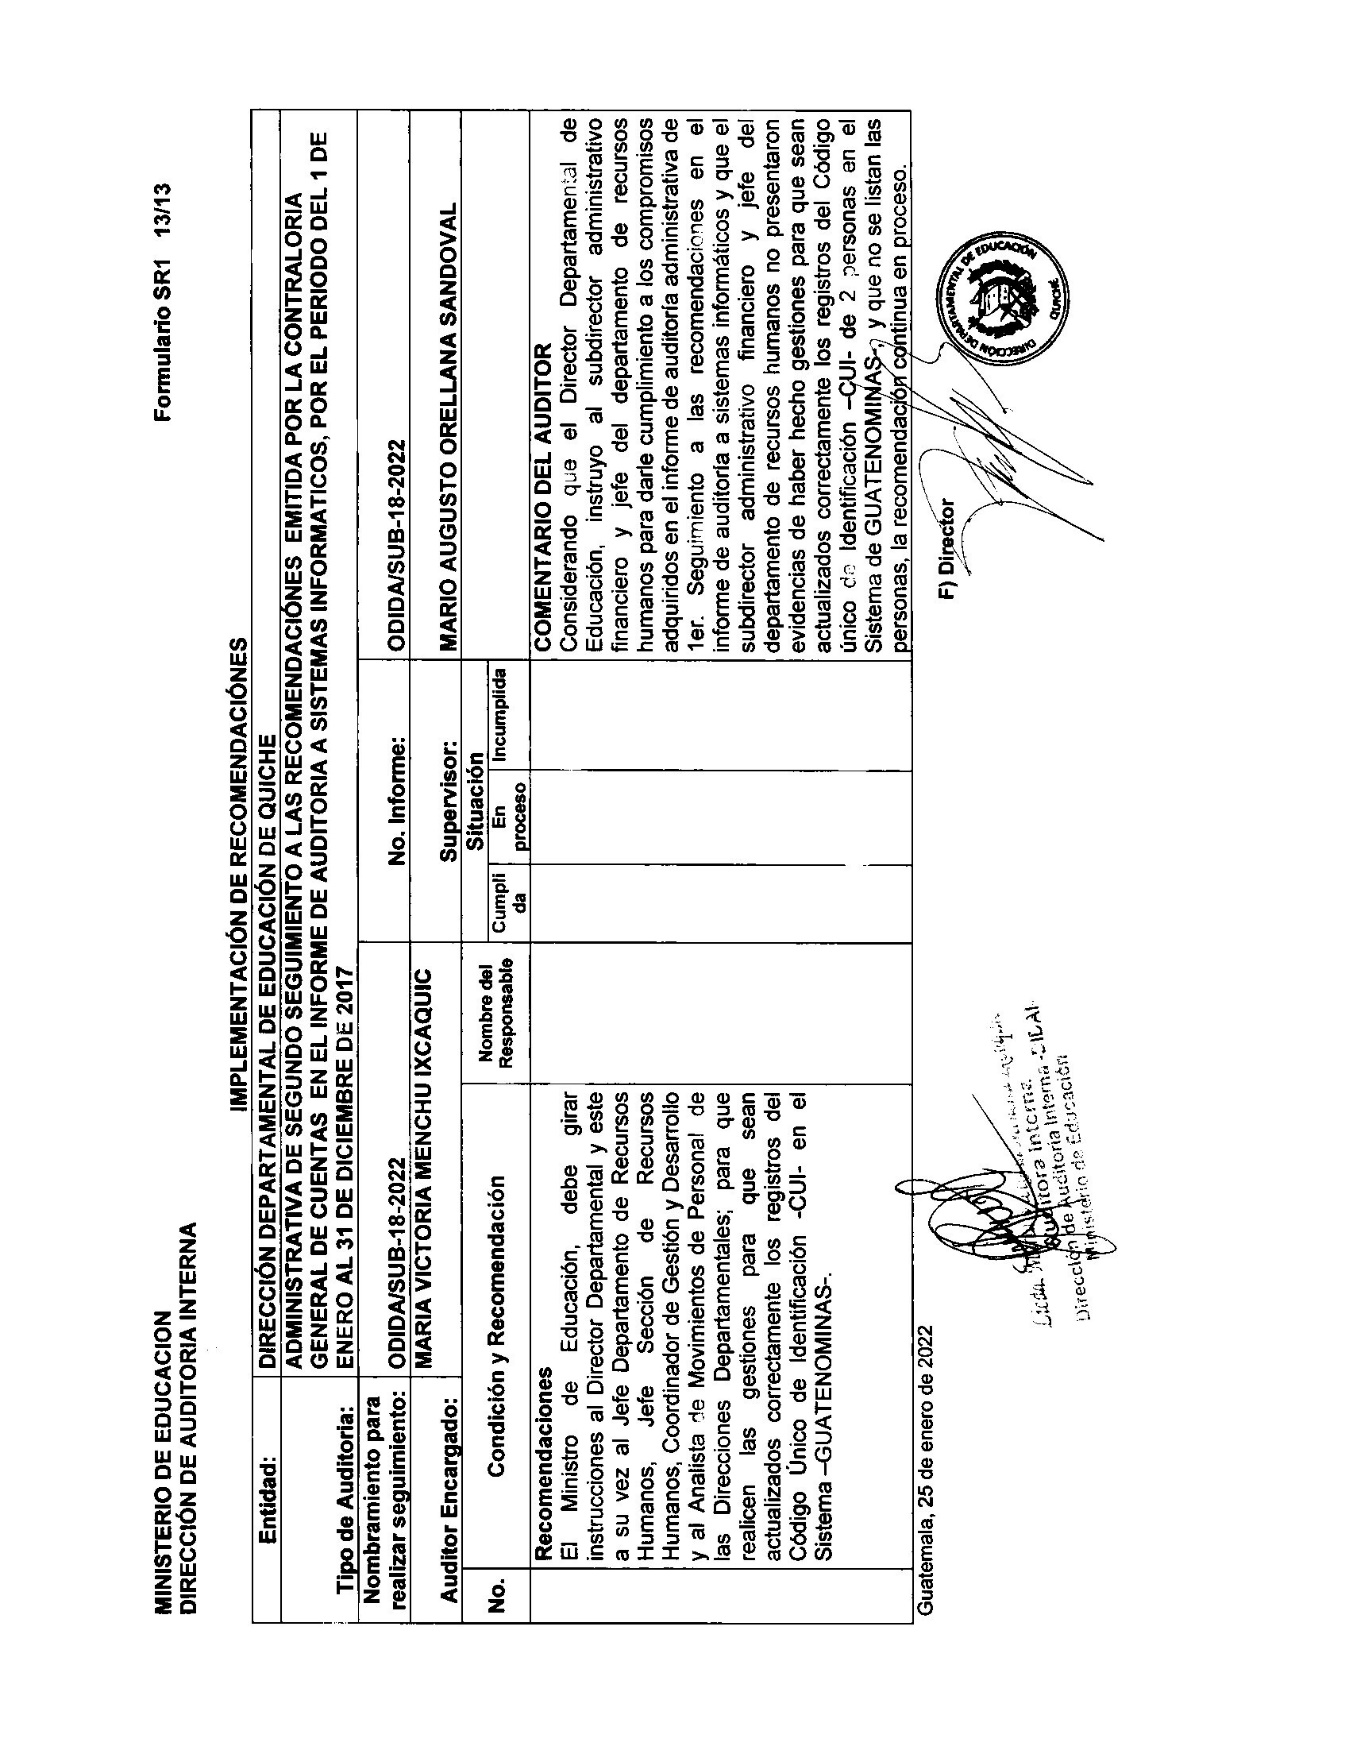 MINISTERIO DE EDUCACION
DIRECCIÓN DE AUDITORIA INTERNA
Formulario SR1 13/13
IMPLEMENTACIÓN DE RECOMENDACIÓNES
Entidad:
DIRECCIÓN DEPARTAMENTAL DE EDUCACIÓN DE QUICHE
Tipo de Auditoria:
ADMINISTRATIVA DE SEGUNDO SEGUIMIENTO A LAS RECOMENDACIÓNES EMITIDA POR LA CONTRALORIA
GENERAL DE CUENTAS EN EL INFORME DE AUDITORIA A SISTEMAS INFORMATICOS, POR EL PERIODO DEL 1 DE
ENERO AL 31 DE DICIEMBRE DE 2017
Nombramiento para
realizar seguimiento:
ODIDA/SUB-18-2022
No. Informe:
ODIDA/SUB-18-2022
Auditor Encargado:
MARIA VICTORIA MENCHU IXCAQUIC
Supervisor:
MARIO AUGUSTO ORELLANA SANDOVAL
No.
Condición y Recomendación
Nombre del
Responsable
Situación
Cumpli
da
En
proceso
Incumplida
Recomendaciones
El Ministro de Educación, debe girar
instrucciones al Director Departamental y este
a su vez al Jefe Departamento de Recursos
Humanos, Jefe Sección de Recursos
Humanos, Coordinador de Gestión y Desarrollo
y al Analista de Movimientos de Personal de
las Direcciones Departamentales; para que
realicen las gestiones para que sean
actualizados correctamente los registros del
Código Único de Identificación -CUI- en el
Sistema –GUATENOMINAS-.
COMENTARIO DEL AUDITOR
Considerando que el Director Departamental de
Educación, instruyo al subdirector administrativo
financiero y jefe del departamento de recursos
humanos para darle cumplimiento a los compromisos
adquiridos en el informe de auditoría administrativa de
1er. Seguimiento a las recomendaciones en el
informe de auditoría a sistemas informáticos y que el
subdirector administrativo financiero y jefe del
departamento de recursos humanos no presentaron
evidencias de haber hecho gestiones para que sean
actualizados correctamente los registros del Código
único de Identificación –CUI- de 2 personas en el
Sistema de GUATENOMINAS-, y que no se listan las
personas, la recomendación continua en proceso.
Guatemala, 25 de enero de 2022
Licda.
Auditora Interna
Dirección de Auditoría Interna -DIDAI-
Ministerio de Educación
F) Director
DIRECCIÓN DEPARTAMENTAL DE EDUCACIÓN
QUICHÉ